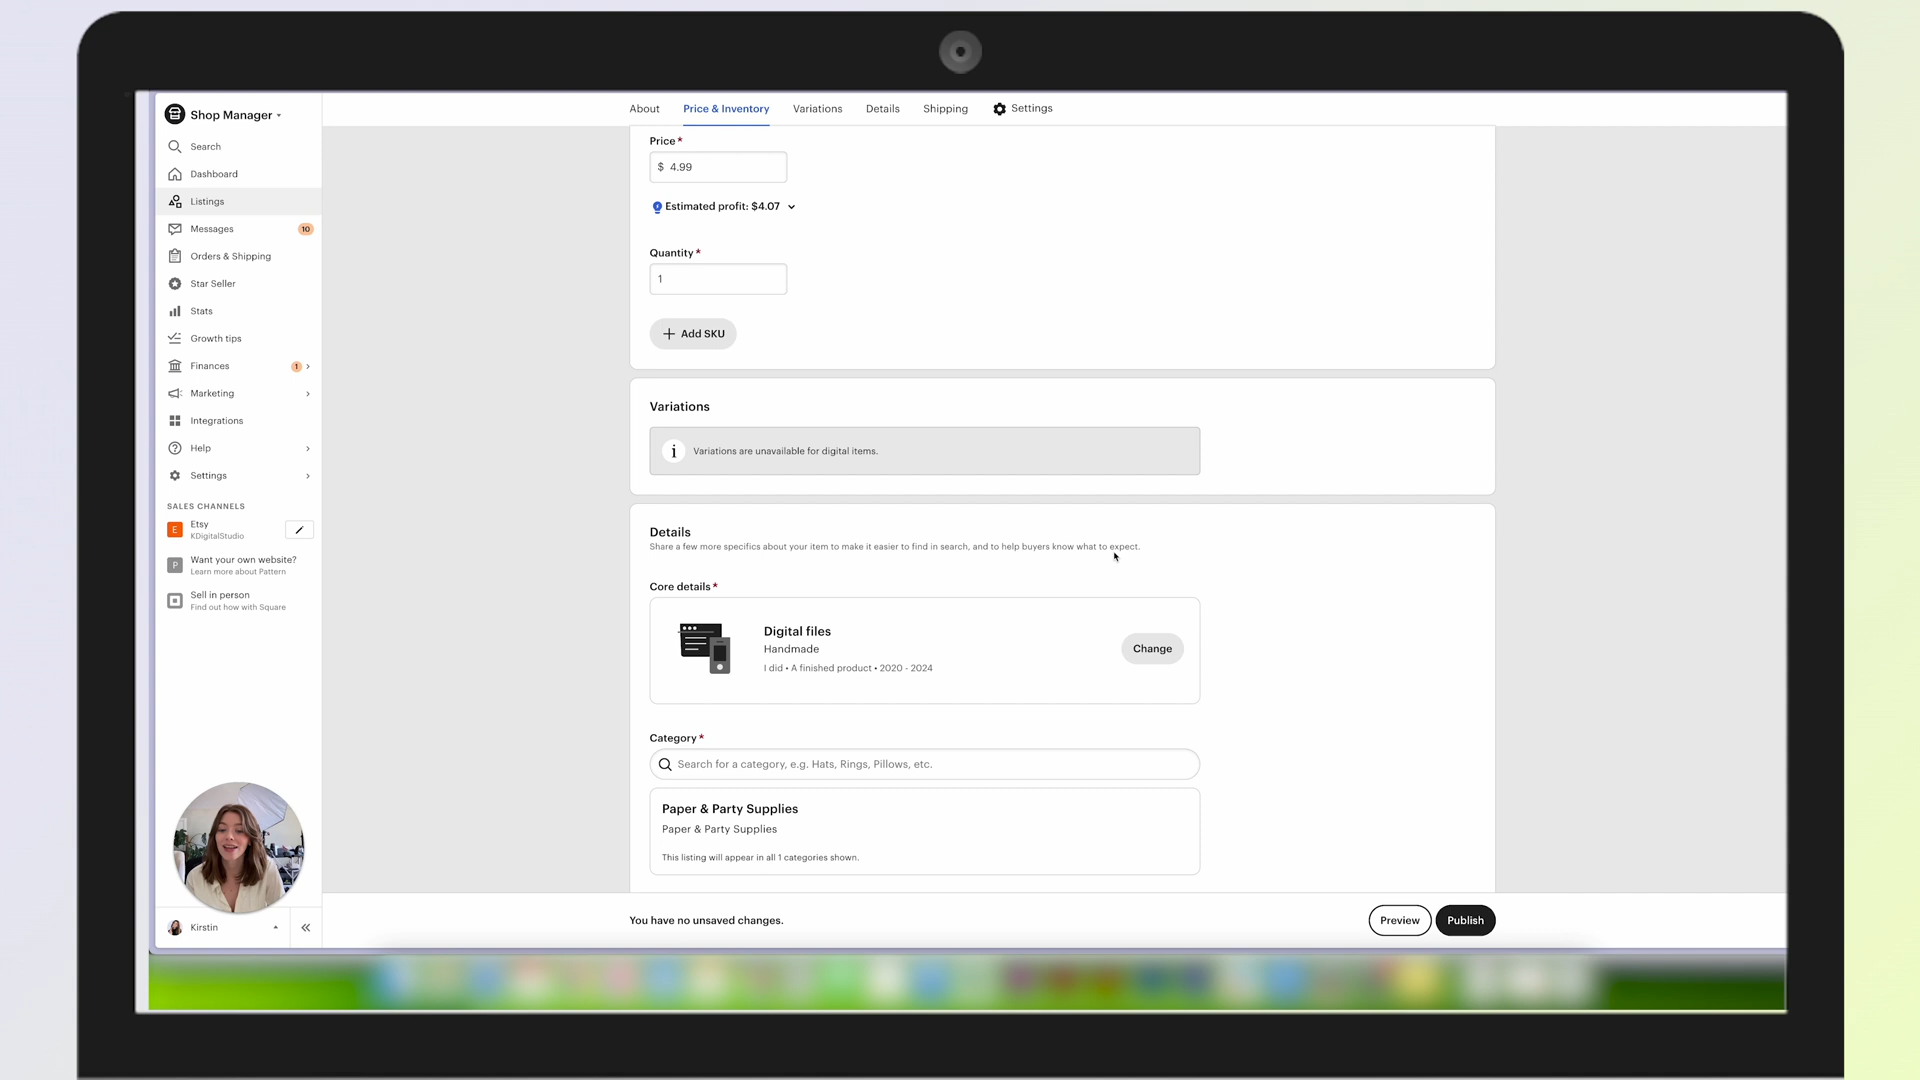 Shop Manager
Search
Dashboard
Listings
Messages 10
Orders & Shipping
Star Seller
Stats
Growth tips
Finances 1
Marketing
Integrations
Help
Settings
SALES CHANNELS
E Etsy
KDigitalStudio
P Want your own website?
Learn more about Pattern
Sell in person
Find out how with Square
Kirstin
About Price & Inventory Variations Details Shipping Settings
Price *
$ 4.99
Estimated profit: $4.07
Quantity *
1
+ Add SKU
Variations
i Variations are unavailable for digital items.
Details
Share a few more specifics about your item to make it easier to find in search, and to help buyers know what to expect.
Core details *
Digital files
Handmade
I did • A finished product • 2020 - 2024
Change
Category *
Search for a category, e.g. Hats, Rings, Pillows, etc.
Paper & Party Supplies
Paper & Party Supplies
This listing will appear in all 1 categories shown.
You have no unsaved changes.
Preview Publish